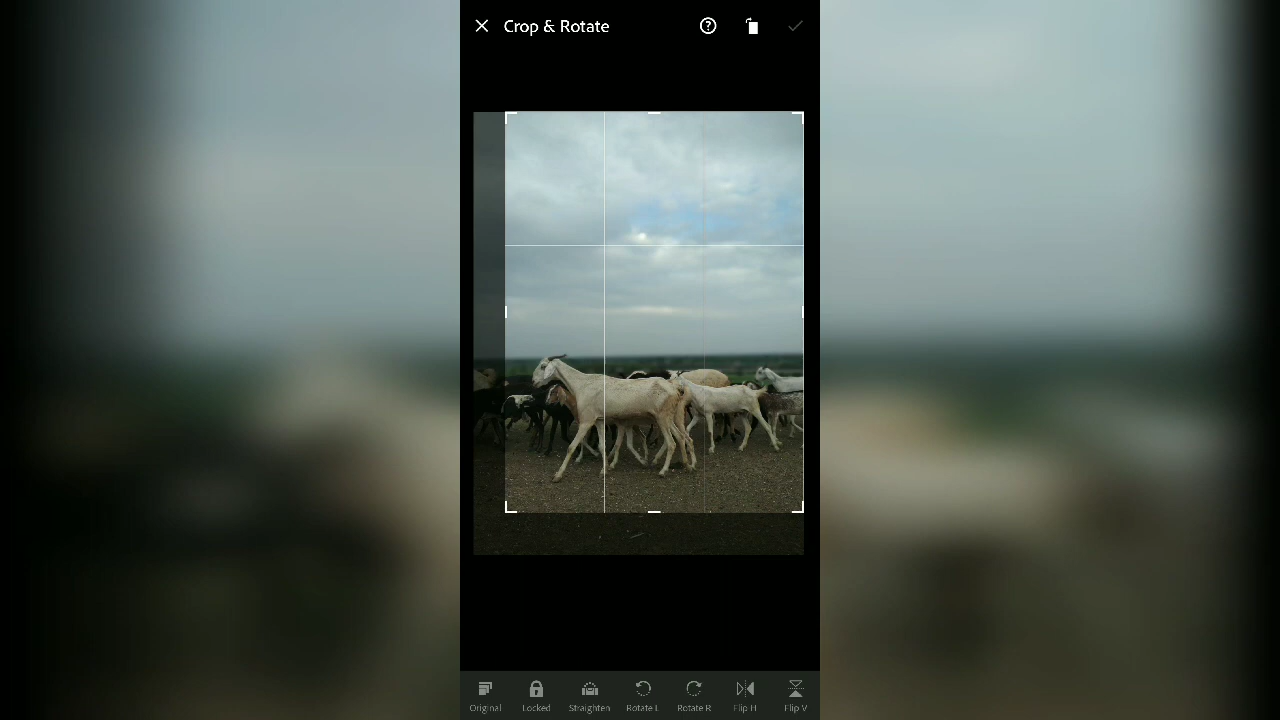 Crop & Rotate
Original Locked Straighten Rotate L Rotate R Flip H Flip V